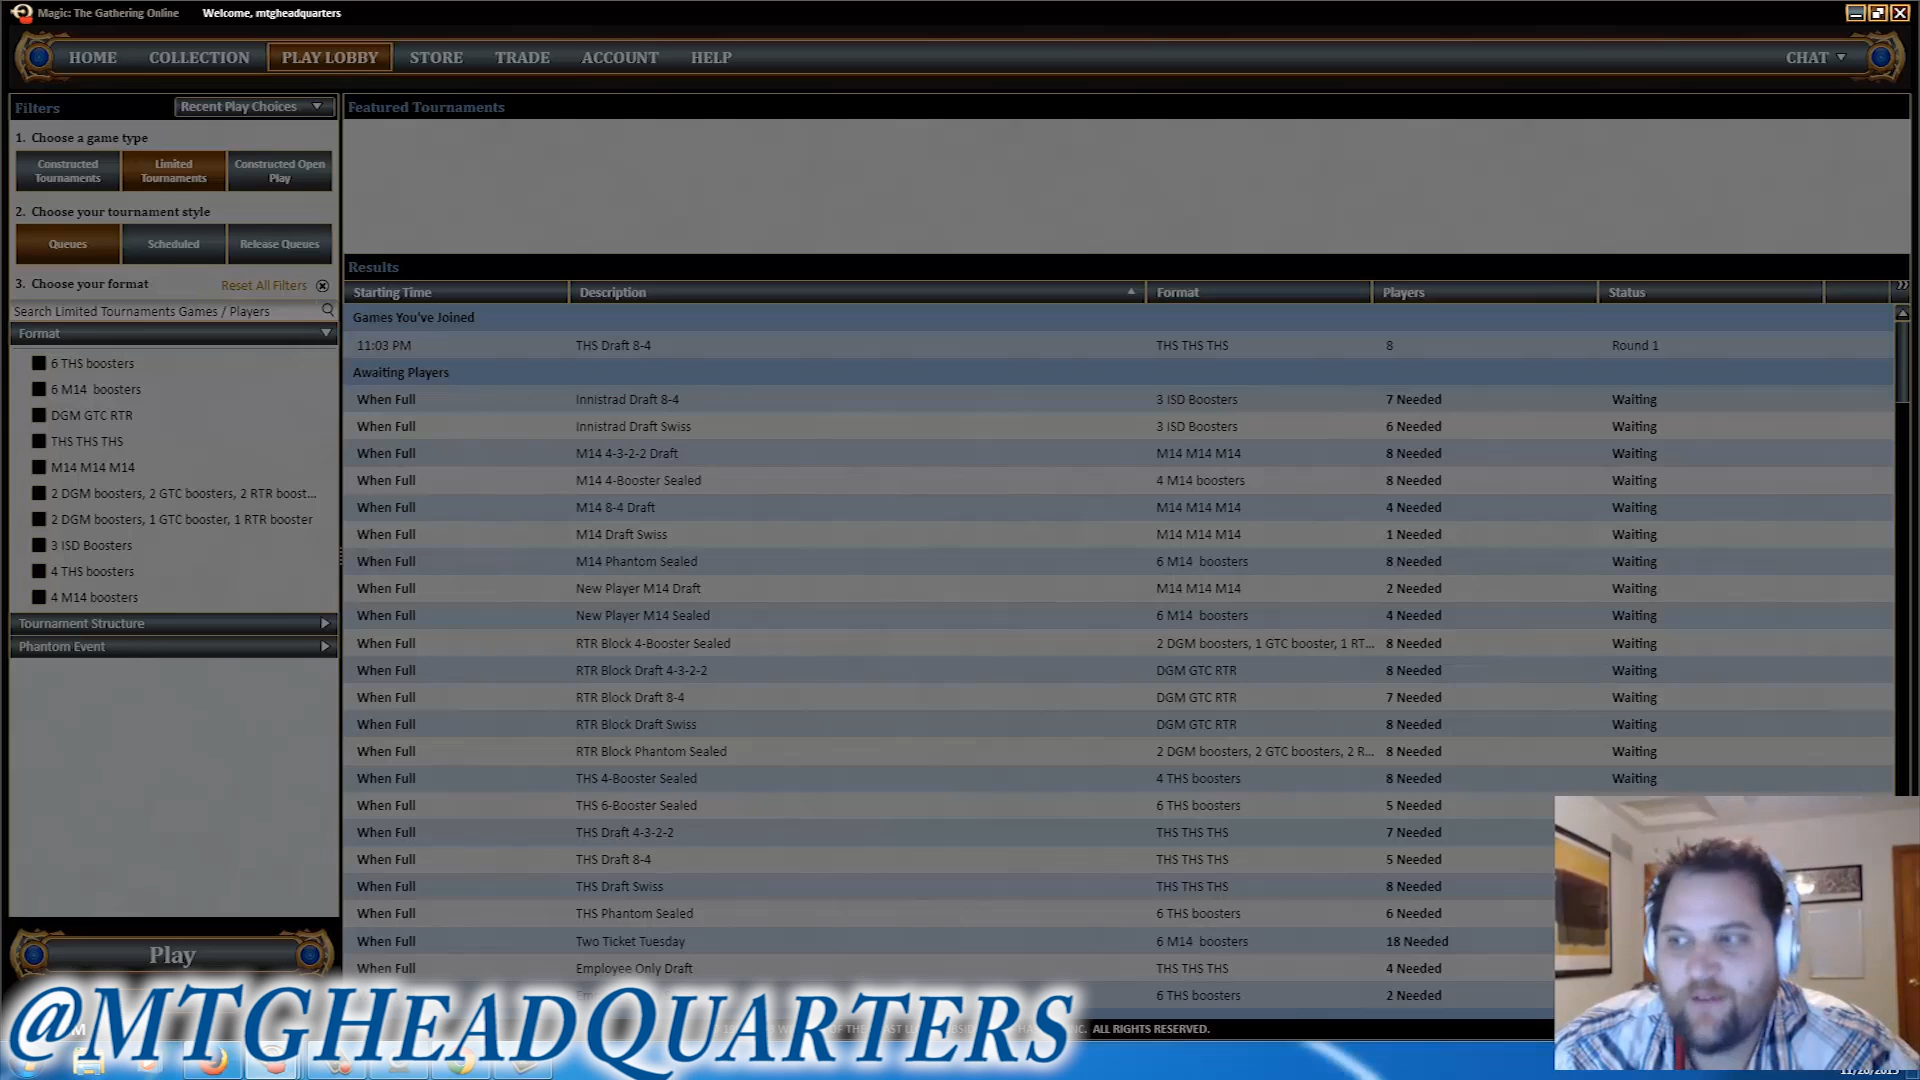 Magic: The Gathering Online Welcome, mtgheadquarters
HOME COLLECTION PLAY LOBBY STORE TRADE ACCOUNT HELP CHAT
Filters Recent Play Choices
1. Choose a game type
Constructed Tournaments Limited Tournaments Constructed Open Play
2. Choose your tournament style
Queues Scheduled Release Queues
3. Choose your format Reset All Filters
Search Limited Tournaments Games / Players
Format
6 THS boosters
6 M14 boosters
DGM GTC RTR
THS THS THS
M14 M14 M14
2 DGM boosters, 2 GTC boosters, 2 RTR boost...
2 DGM boosters, 1 GTC booster, 1 RTR booster
3 ISD Boosters
4 THS boosters
4 M14 boosters
Tournament Structure
Phantom Event
Play
Featured Tournaments
Results
Starting Time Description Format Players Status
Games You've Joined
11:03 PM THS Draft 8-4 THS THS THS 8 Round 1
Awaiting Players
When Full Innistrad Draft 8-4 3 ISD Boosters 7 Needed Waiting
When Full Innistrad Draft Swiss 3 ISD Boosters 6 Needed Waiting
When Full M14 4-3-2-2 Draft M14 M14 M14 8 Needed Waiting
When Full M14 4-Booster Sealed 4 M14 boosters 8 Needed Waiting
When Full M14 8-4 Draft M14 M14 M14 4 Needed Waiting
When Full M14 Draft Swiss M14 M14 M14 1 Needed Waiting
When Full M14 Phantom Sealed 6 M14 boosters 8 Needed Waiting
When Full New Player M14 Draft M14 M14 M14 2 Needed Waiting
When Full New Player M14 Sealed 6 M14 boosters 4 Needed Waiting
When Full RTR Block 4-Booster Sealed 2 DGM boosters, 1 GTC booster, 1 RT... 8 Needed Waiting
When Full RTR Block Draft 4-3-2-2 DGM GTC RTR 8 Needed Waiting
When Full RTR Block Draft 8-4 DGM GTC RTR 7 Needed Waiting
When Full RTR Block Draft Swiss DGM GTC RTR 8 Needed Waiting
When Full RTR Block Phantom Sealed 2 DGM boosters, 2 GTC boosters, 2 R... 8 Needed Waiting
When Full THS 4-Booster Sealed 4 THS boosters 8 Needed Waiting
When Full THS 6-Booster Sealed 6 THS boosters 5 Needed
When Full THS Draft 4-3-2-2 THS THS THS 7 Needed
When Full THS Draft 8-4 THS THS THS 5 Needed
When Full THS Draft Swiss THS THS THS 8 Needed
When Full THS Phantom Sealed 6 THS boosters 6 Needed
When Full Two Ticket Tuesday 6 M14 boosters 18 Needed
When Full Employee Only Draft THS THS THS 4 Needed
6 THS boosters 2 Needed
ALL RIGHTS RESERVED.
@MTGHEADQUARTERS